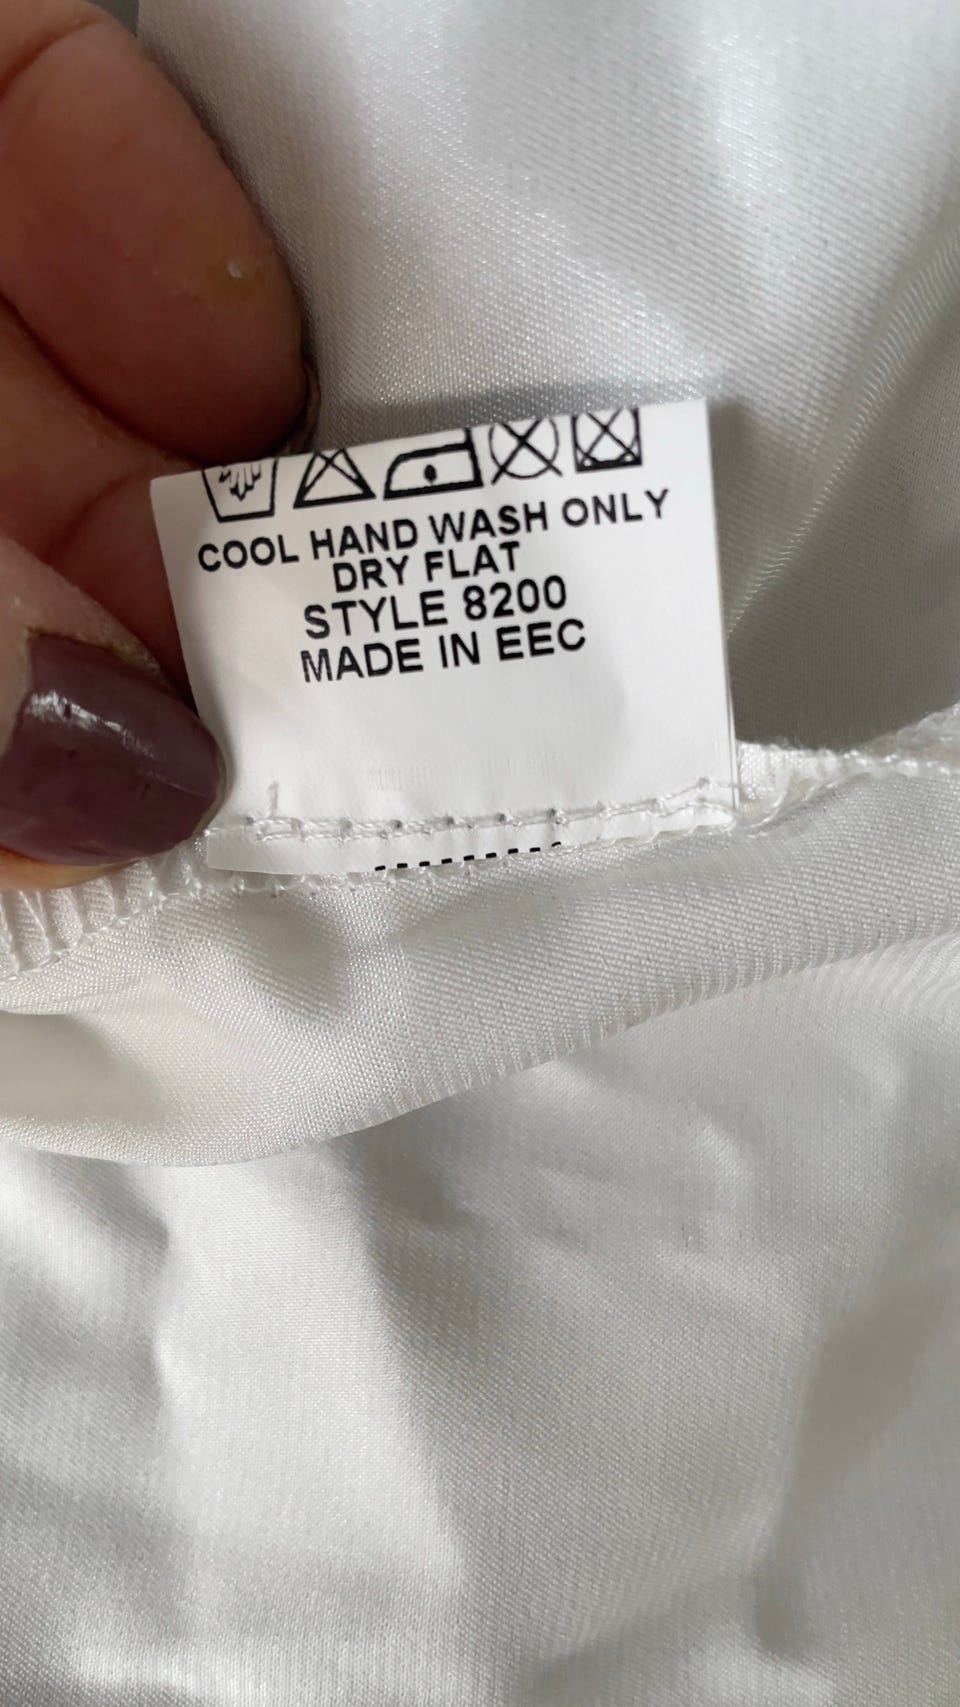 COOL HAND WASH ONLY
DRY FLAT
STYLE 8200
MADE IN EEC